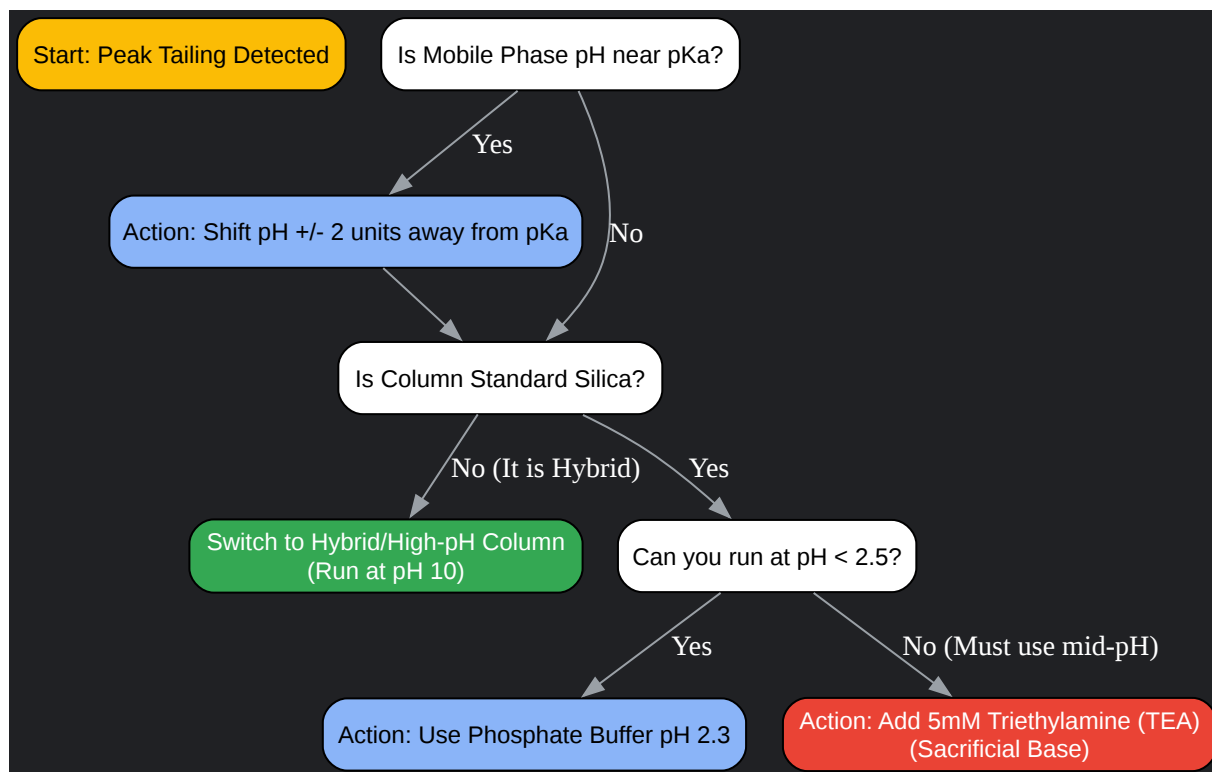 Start: Peak Tailing Detected
Is Mobile Phase pH near pKa?
Yes
Action: Shift pH +/- 2 units away from pKa
No
Is Column Standard Silica?
No (It is Hybrid)
Yes
Switch to Hybrid/High-pH Column
(Run at pH 10)
Can you run at pH < 2.5?
Yes
No (Must use mid-pH)
Action: Use Phosphate Buffer pH 2.3
Action: Add 5mM Triethylamine (TEA)
(Sacrificial Base)